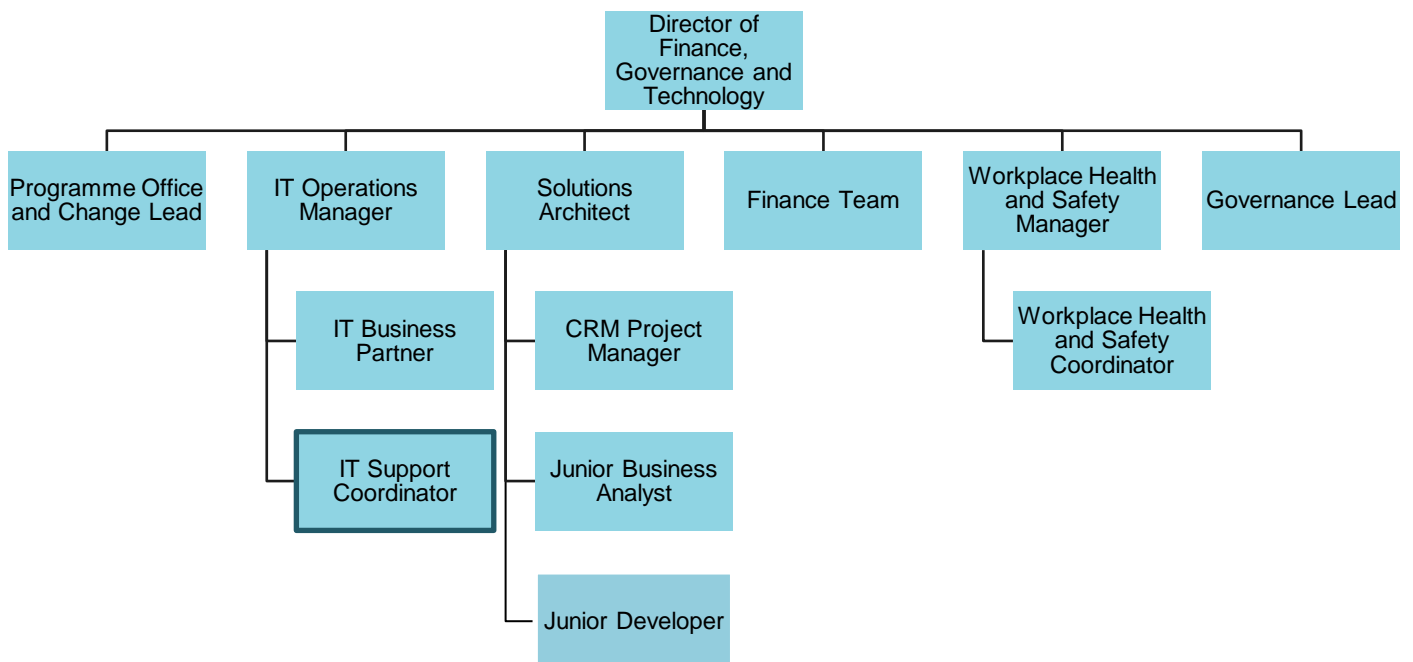 Director of
Finance,
Governance and
Technology
Programme Office
and Change Lead
IT Operations
Manager
Solutions
Architect
Finance Team
Workplace Health
and Safety
Manager
Governance Lead
IT Business
Partner
CRM Project
Manager
Workplace Health
and Safety
Coordinator
IT Support
Coordinator
Junior Business
Analyst
Junior Developer